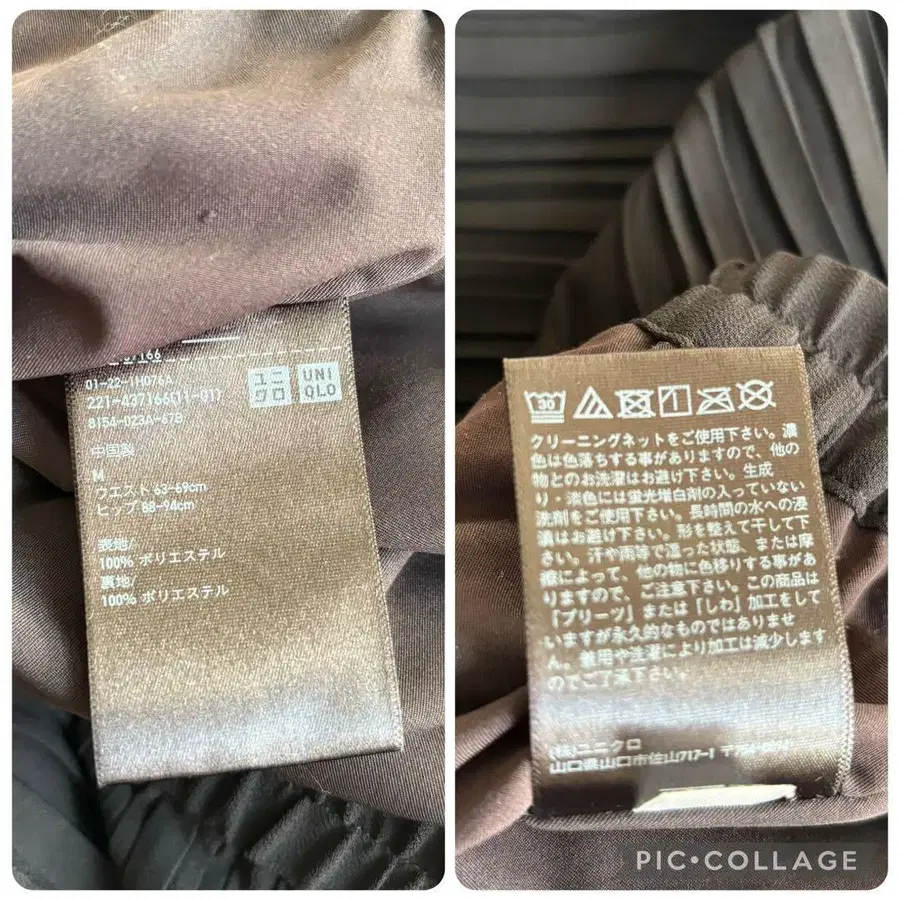 01-22-1H076A
221-437166(11-01)
8154-023A-67B
ユニ
クロ
UNI
QLO
中国製
M
ウエスト 63-69cm
ヒップ 88-94cm
表地/
100% ポリエステル
裏地/
100% ポリエステル
30
クリーニングネットをご使用下さい。濃
色は色落ちする事がありますので、他の
物とのお洗濯はお避け下さい。生成
り・淡色には蛍光増白剤の入っていない
洗剤をご使用下さい。長時間の水への浸
漬はお避け下さい。形を整えて干して下
さい。汗や雨等で湿った状態、または摩
擦によって、他の物に色移りする事があ
りますので、ご注意下さい。この商品は
「プリーツ」または「しわ」加工をして
いますが永久的なものではありませ
ん。着用や洗濯により加工は減少します
のでご了承下さい。
(株)ユニクロ
山口県山口市佐山717-1
PIC•COLLAGE